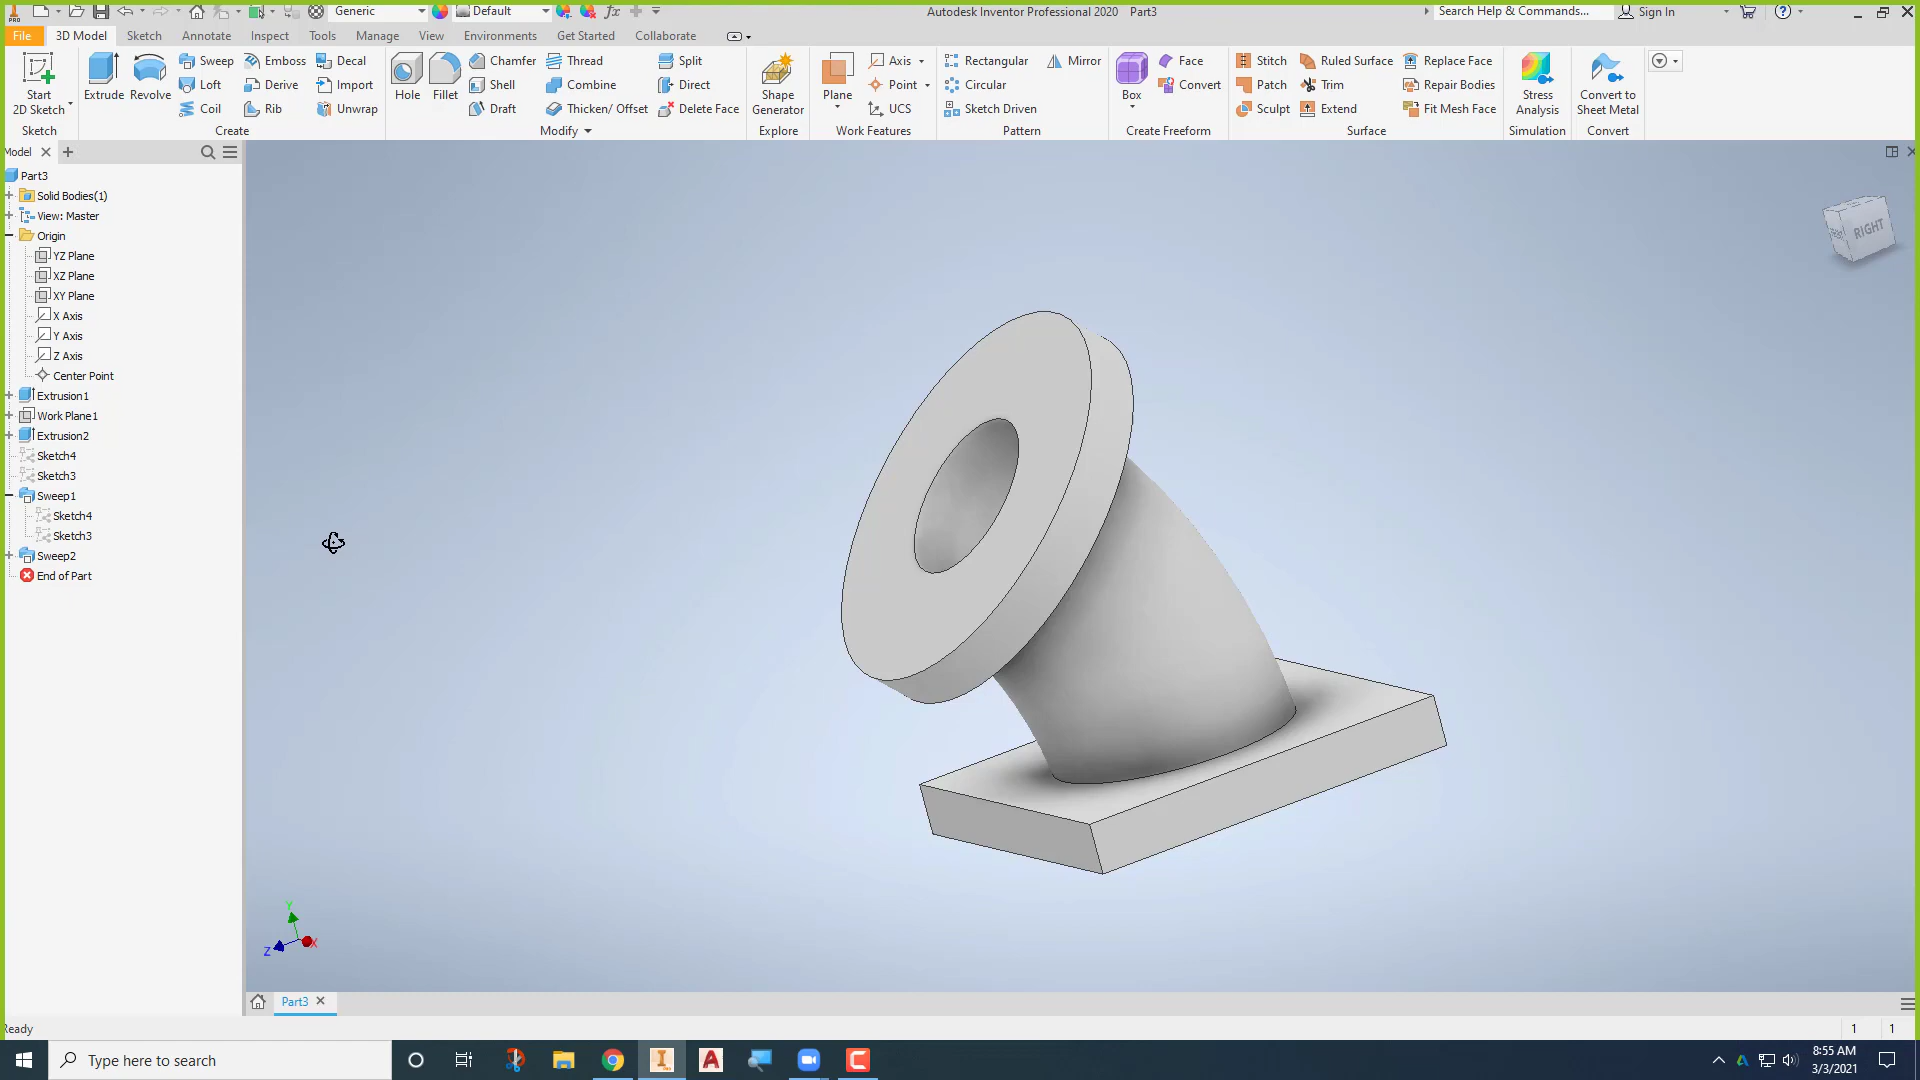 PRO Generic Default Autodesk Inventor Professional 2020 Part3 Search Help & Commands... Sign In
File 3D Model Sketch Annotate Inspect Tools Manage View Environments Get Started Collaborate
Start 2D Sketch
Extrude Revolve
Sweep Emboss Decal
Loft Derive Import
Coil Rib Unwrap
Hole Fillet
Chamfer Thread Split
Shell Combine Direct
Draft Thicken/ Offset Delete Face
Shape Generator
Plane
Axis
Point
UCS
Rectangular Mirror
Circular
Sketch Driven
Box
Face
Convert
Stitch Ruled Surface Replace Face
Patch Trim Repair Bodies
Sculpt Extend Fit Mesh Face
Stress Analysis
Convert to Sheet Metal
Sketch Create Modify Explore Work Features Pattern Create Freeform Surface Simulation Convert
Model
Part3
Solid Bodies(1)
View: Master
Origin
YZ Plane
XZ Plane
XY Plane
X Axis
Y Axis
Z Axis
Center Point
Extrusion1
Work Plane1
Extrusion2
Sketch4
Sketch3
Sweep1
Sketch4
Sketch3
Sweep2
End of Part
RIGHT
Y
Z X
Part3
Ready 1 1
Type here to search
8:55 AM
3/3/2021